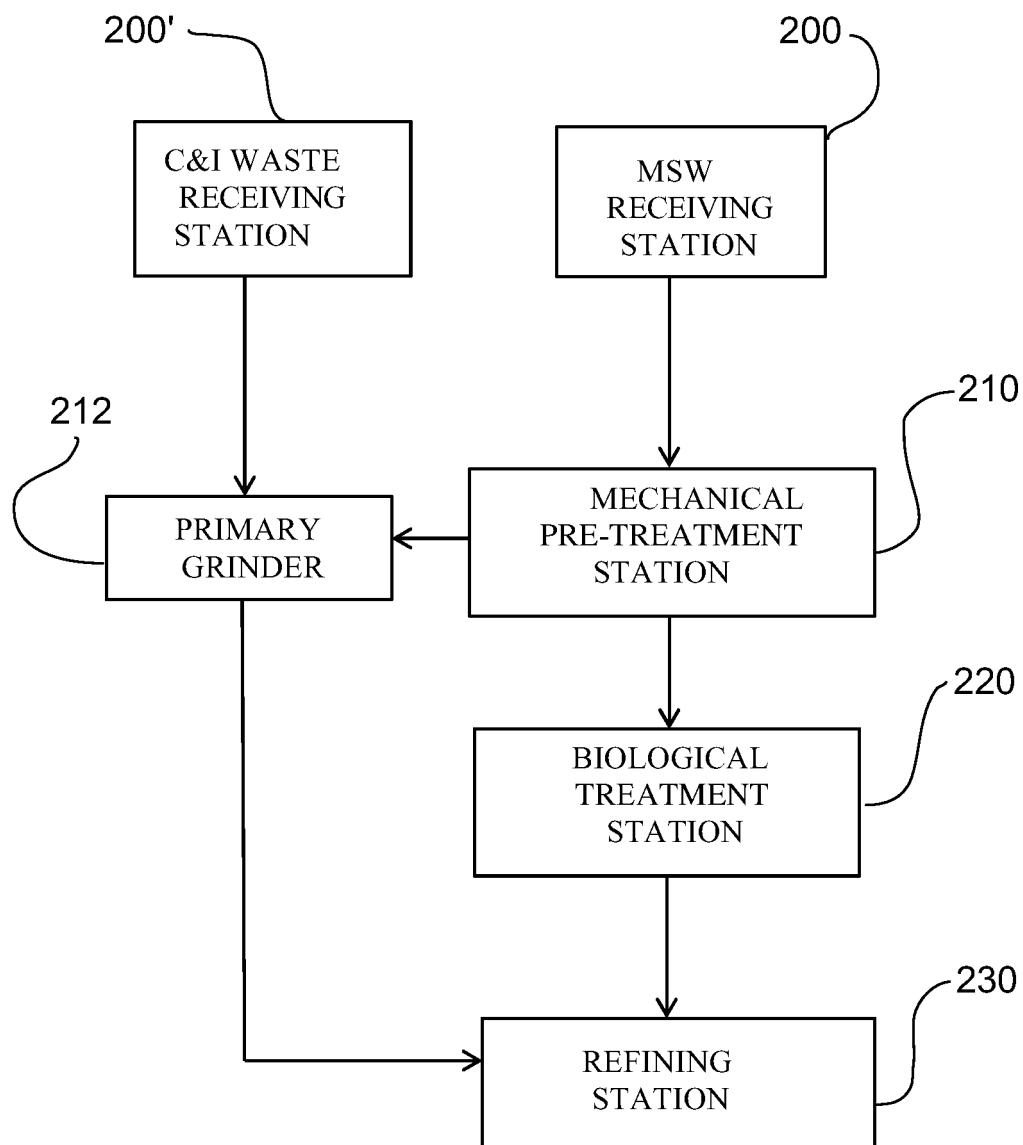 200'
200
C&I WASTE
RECEIVING
STATION
MSW
RECEIVING
STATION
212
210
PRIMARY
GRINDER
MECHANICAL
PRE-TREATMENT
STATION
220
BIOLOGICAL
TREATMENT
STATION
230
REFINING
STATION